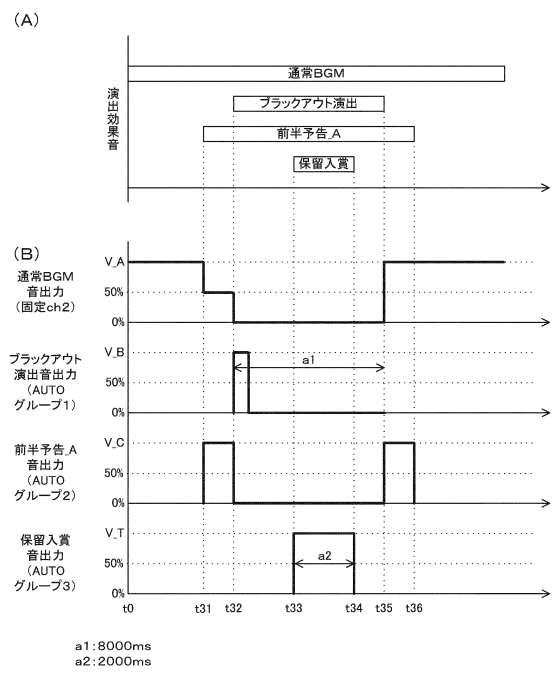 (A)
演出効果音
通常BGM
ブラックアウト演出
前半予告_A
保留入賞
(B)
通常BGM
音出力
(固定ch2)
V_A
50%
0%
ブラックアウト
演出音出力
(AUTO
グループ1)
V_B
50%
0%
a1
前半予告_A
音出力
(AUTO
グループ2)
V_C
50%
0%
保留入賞
音出力
(AUTO
グループ3)
V_T
50%
0%
a2
t0 t31 t32 t33 t34 t35 t36
a1:8000ms
a2:2000ms